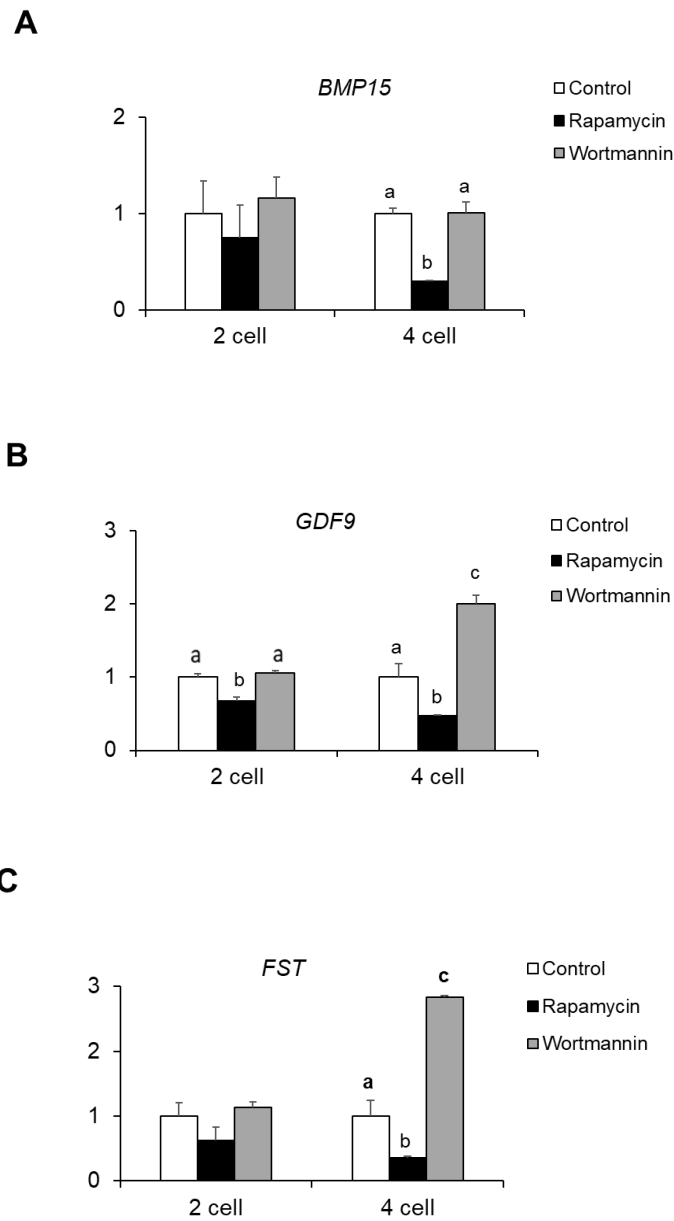 A
BMP15
Control
Rapamycin
Wortmannin
2
1
0
a
b
a
2 cell
4 cell
B
GDF9
Control
Rapamycin
Wortmannin
3
2
1
0
a
b
a
a
b
c
2 cell
4 cell
C
FST
Control
Rapamycin
Wortmannin
3
2
1
0
a
b
c
2 cell
4 cell